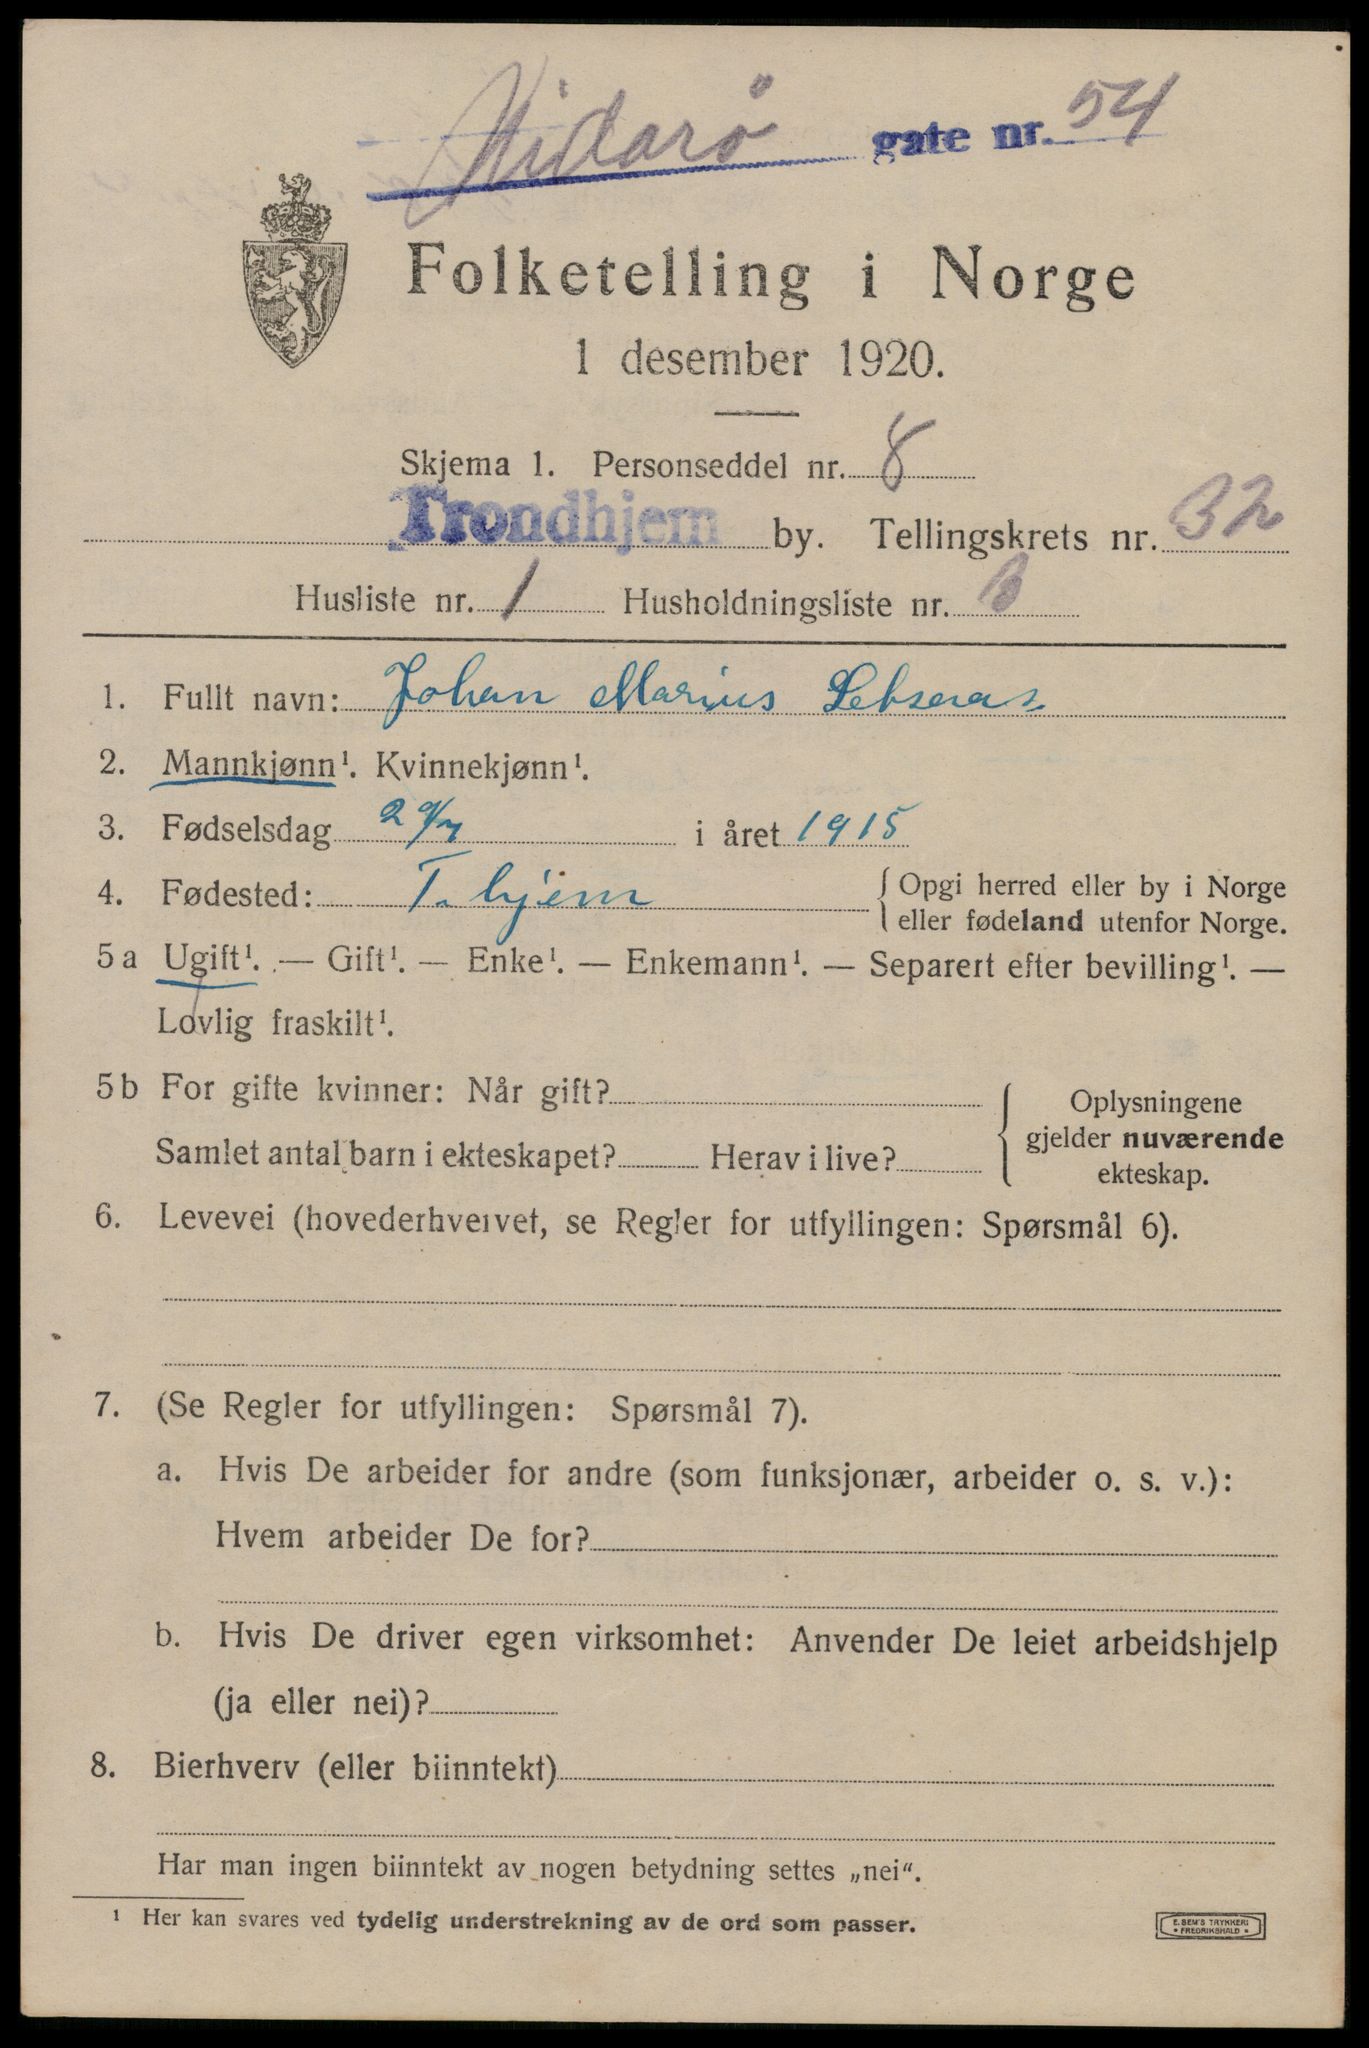 Nidarö gate nr. 54
Folketelling i Norge
1 desember 1920.
Skjema 1. Personseddel nr. 8
Trondhjem by. Tellingskrets nr. 32
Husliste nr. 1 Husholdningsliste nr.
1. Fullt navn: Johan Marius
2. Mannkjønn¹. Kvinnekjønn¹.
3. Fødselsdag 29/7 i året 1915
4. Fødested: T.hjem { Opgi herred eller by i Norge
eller fødeland utenfor Norge.
5 a Ugift¹. — Gift¹. — Enke¹. — Enkemann¹. — Separert efter bevilling¹. —
Lovlig fraskilt¹.
5 b For gifte kvinner: Når gift?
Samlet antal barn i ekteskapet? Herav i live?
Oplysningene
gjelder nuværende
ekteskap.
6. Levevei (hovederhvervet, se Regler for utfyllingen: Spørsmål 6).
7. (Se Regler for utfyllingen: Spørsmål 7).
a. Hvis De arbeider for andre (som funksjonær, arbeider o. s. v.):
Hvem arbeider De for?
b. Hvis De driver egen virksomhet: Anvender De leiet arbeidshjelp
(ja eller nei)?
8. Bierhverv (eller biinntekt)
Har man ingen biinntekt av nogen betydning settes „nei“.
¹ Her kan svares ved tydelig understrekning av de ord som passer.
E. SEM'S TRYKKERI
• FREDRIKSHALD •